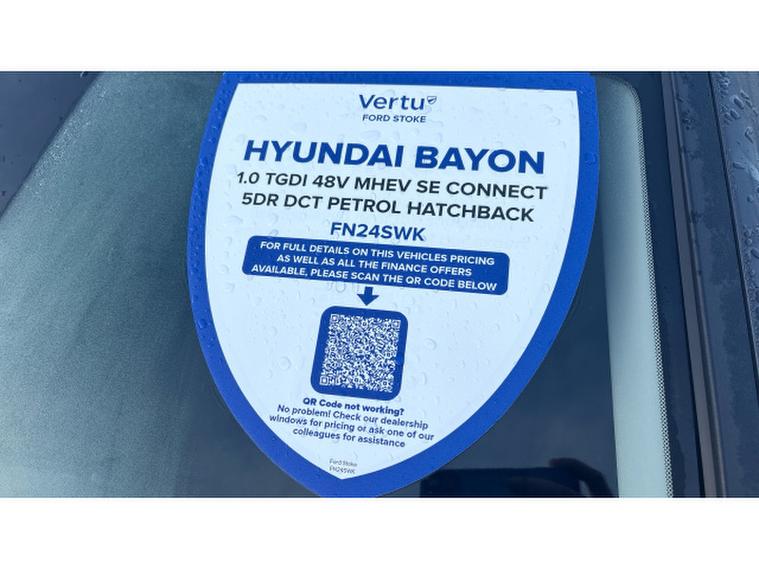 Vertu
FORD STOKE
HYUNDAI BAYON
1.0 TGDI 48V MHEV SE CONNECT
5DR DCT PETROL HATCHBACK
FN24SWK
FOR FULL DETAILS ON THIS VEHICLES PRICING
AS WELL AS ALL THE FINANCE OFFERS
AVAILABLE, PLEASE SCAN THE QR CODE BELOW
QR Code not working?
No problem! Check our dealership
windows for pricing or ask one of our
colleagues for assistance
Ford Stoke
FN24SWK